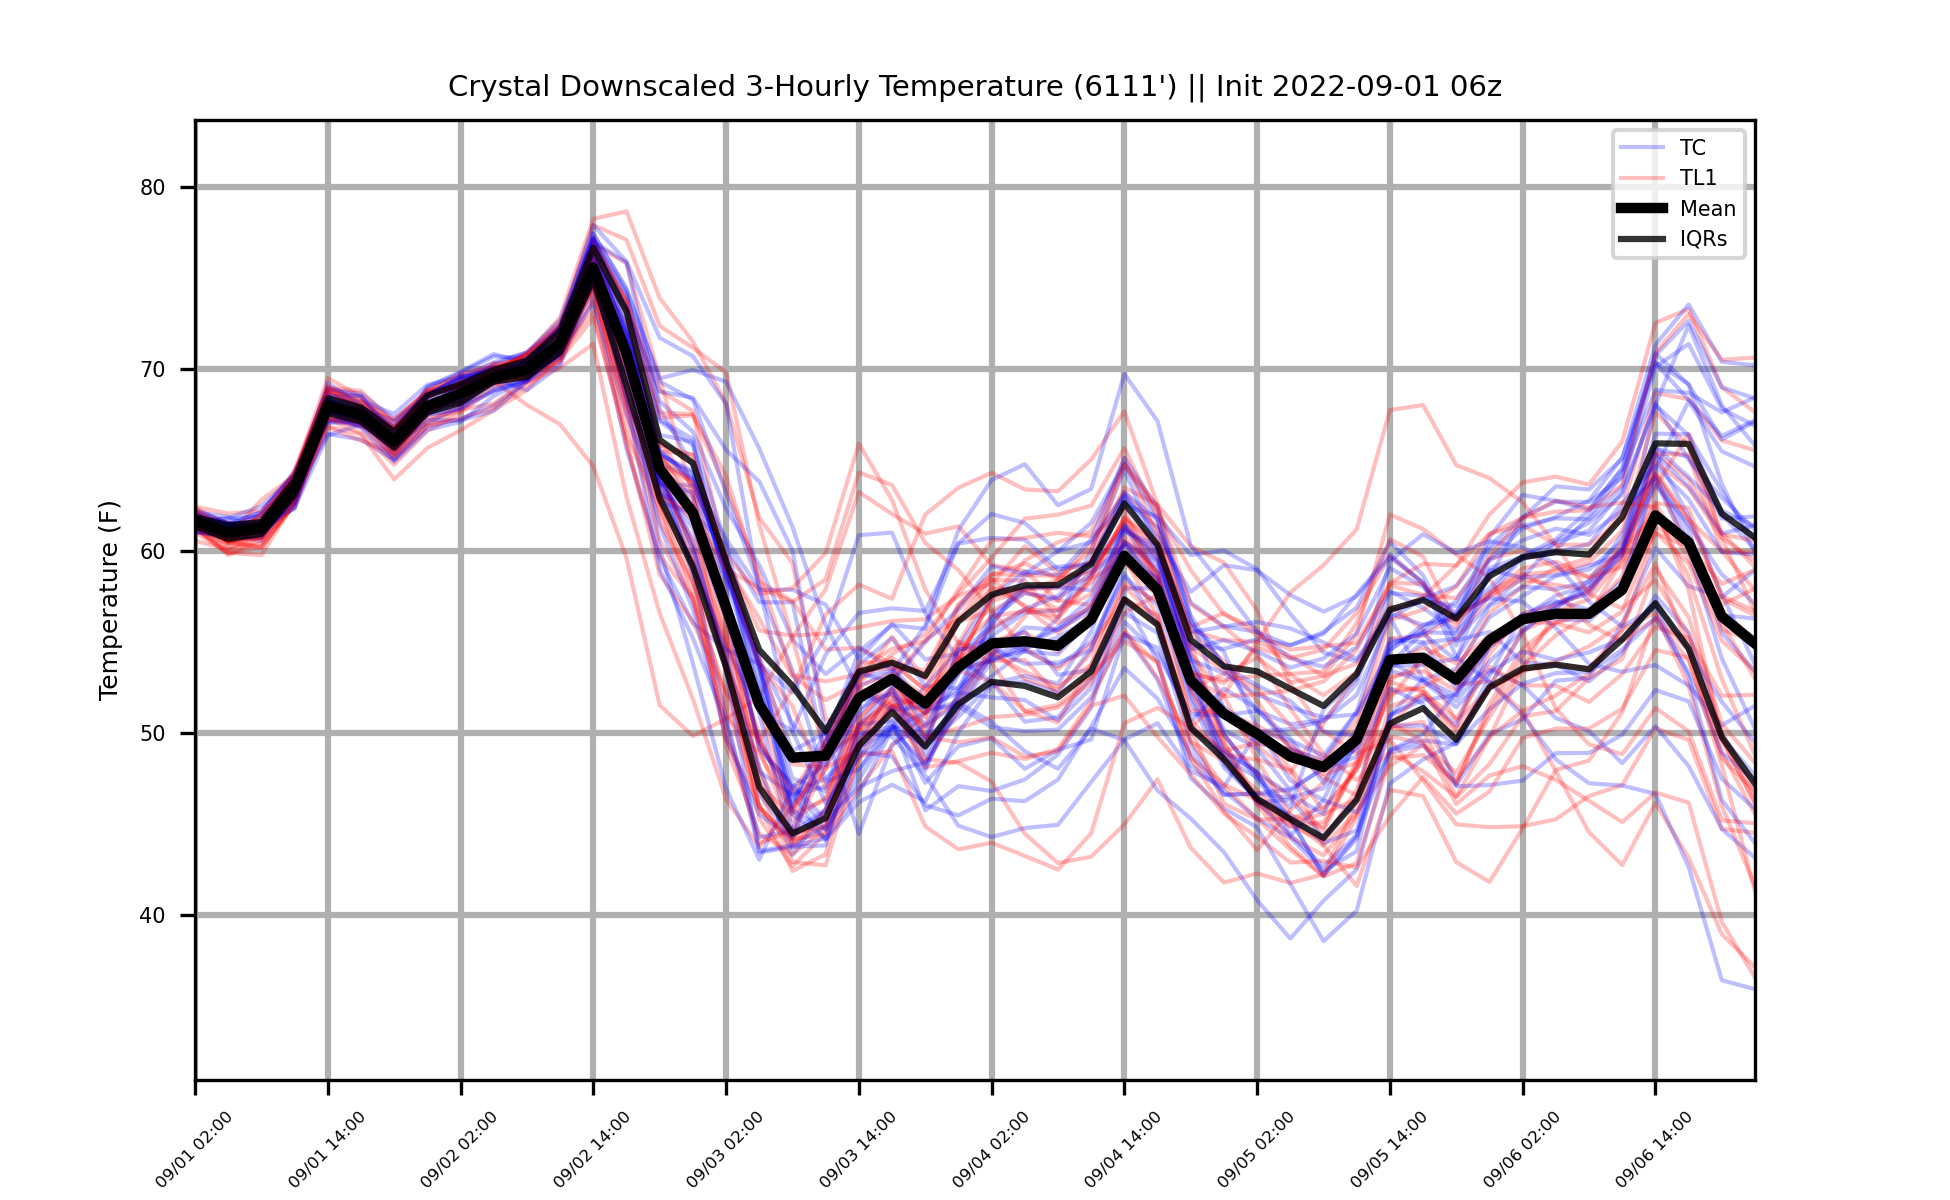 Crystal Downscaled 3-Hourly Temperature (6111') || Init 2022-09-01 06z
TC
TL1
Mean
IQRs
Temperature (F)
80
70
60
50
40
09/01 02:00
09/01 14:00
09/02 02:00
09/02 14:00
09/03 02:00
09/03 14:00
09/04 02:00
09/04 14:00
09/05 02:00
09/05 14:00
09/06 02:00
09/06 14:00